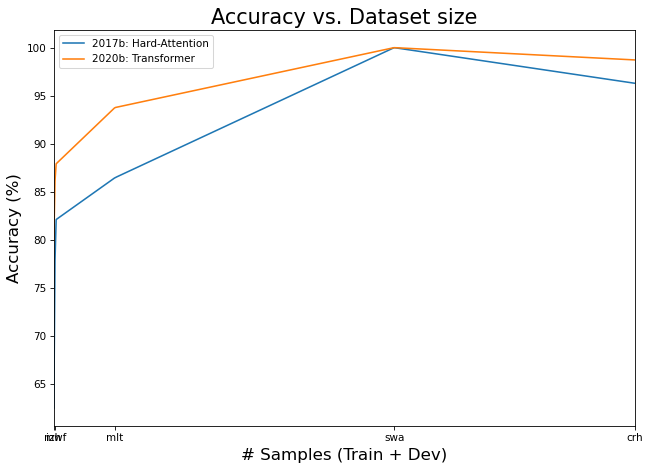 Accuracy vs. Dataset size
2017b: Hard-Attention
2020b: Transformer
Accuracy (%)
100
95
90
85
80
75
70
65
mlt
swa
crh
# Samples (Train + Dev)